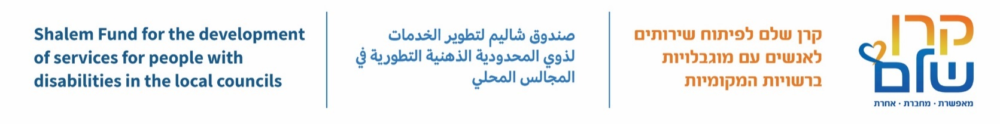 Shalem Fund for the development
of services for people with
disabilities in the local councils
صندوق شاليم لتطوير الخدمات
لذوي المحدودية الذهنية التطورية في
المجالس المحلي
קרן שלם לפיתוח שירותים
לאנשים עם מוגבלויות
ברשויות המקומיות
קרן
שלם
מאפשרת · מחברת · אחרת